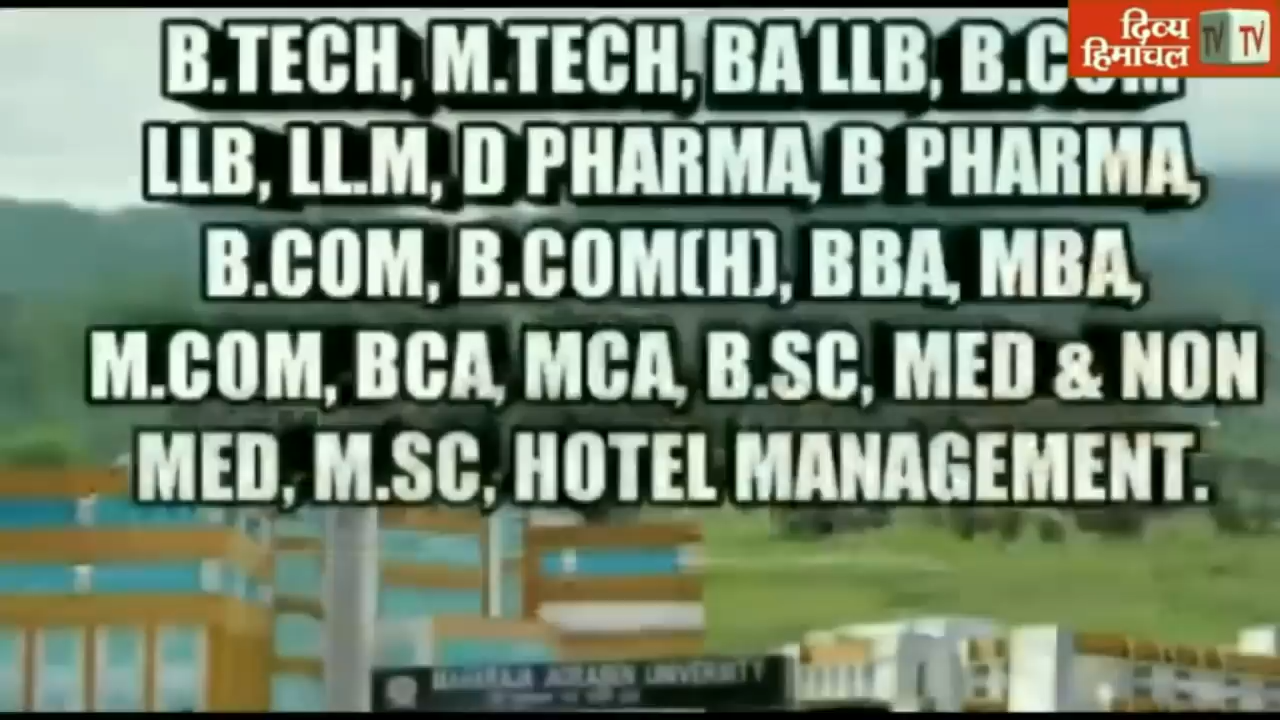 दिव्य
हिमाचल
TV TV
B.TECH, M.TECH, BA LLB, B.COM
LLB, LL.M, D PHARMA, B PHARMA,
B.COM, B.COM(H), BBA, MBA,
M.COM, BCA, MCA, B.SC, MED & NON
MED, M.SC, HOTEL MANAGEMENT.
UNIVERSITY